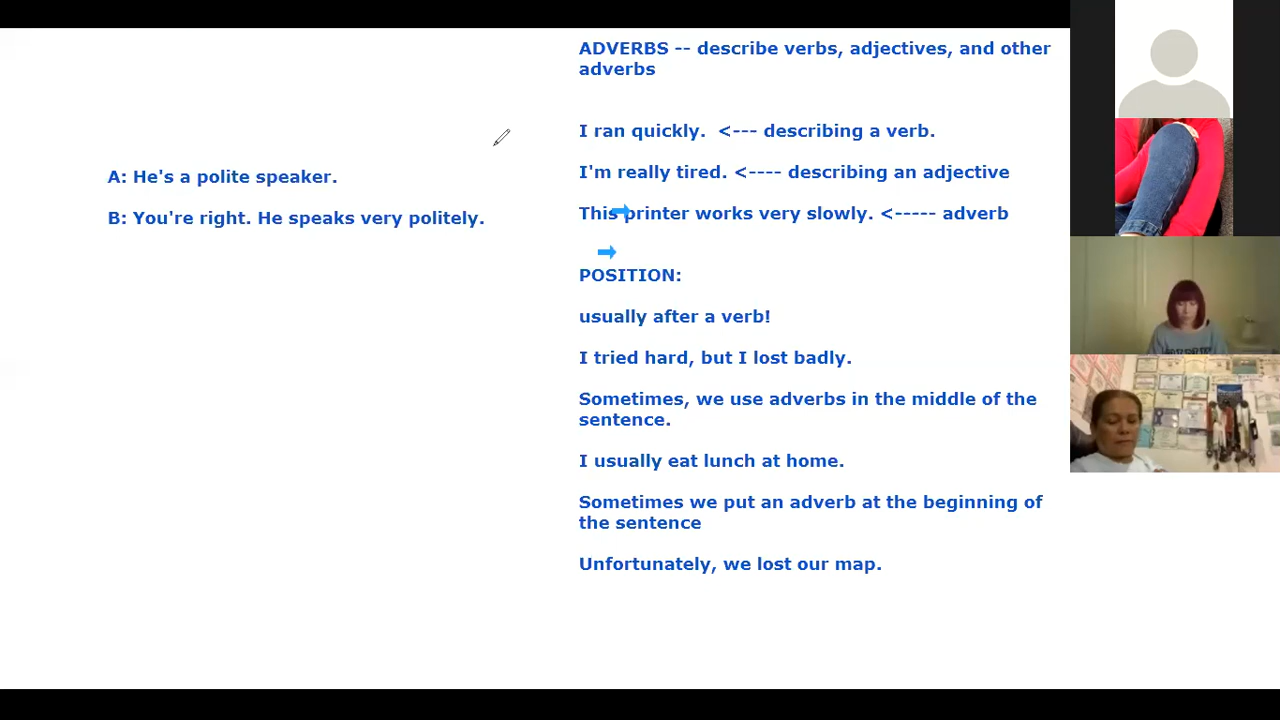 A: He's a polite speaker.
B: You're right. He speaks very politely.
ADVERBS -- describe verbs, adjectives, and other
adverbs
I ran quickly.  <--- describing a verb.
I'm really tired. <---- describing an adjective
This printer works very slowly. <----- adverb
POSITION:
usually after a verb!
I tried hard, but I lost badly.
Sometimes, we use adverbs in the middle of the
sentence.
I usually eat lunch at home.
Sometimes we put an adverb at the beginning of
the sentence
Unfortunately, we lost our map.